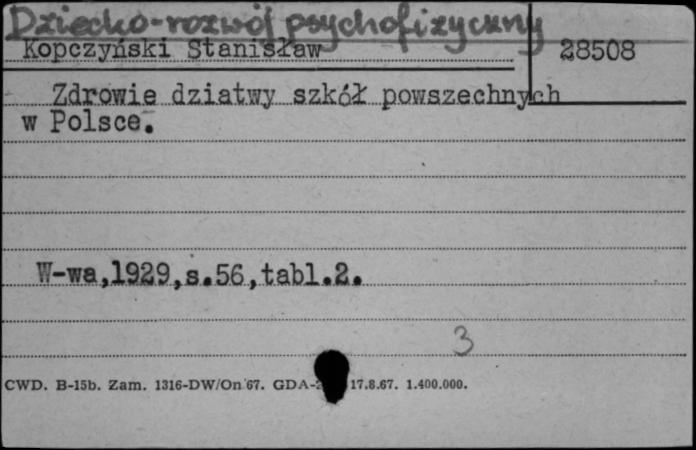 Dziecko-rozwój psychofizyczny
Kopczyński Stanisław 28508
Zdrowie dziatwy szkół powszechnych
w Polsce.
W-wa,1929,s.56,tabl.2.
3
CWD. B-15b. Zam. 1316-DW/On 67. GDA- 17.8.67. 1.400.000.